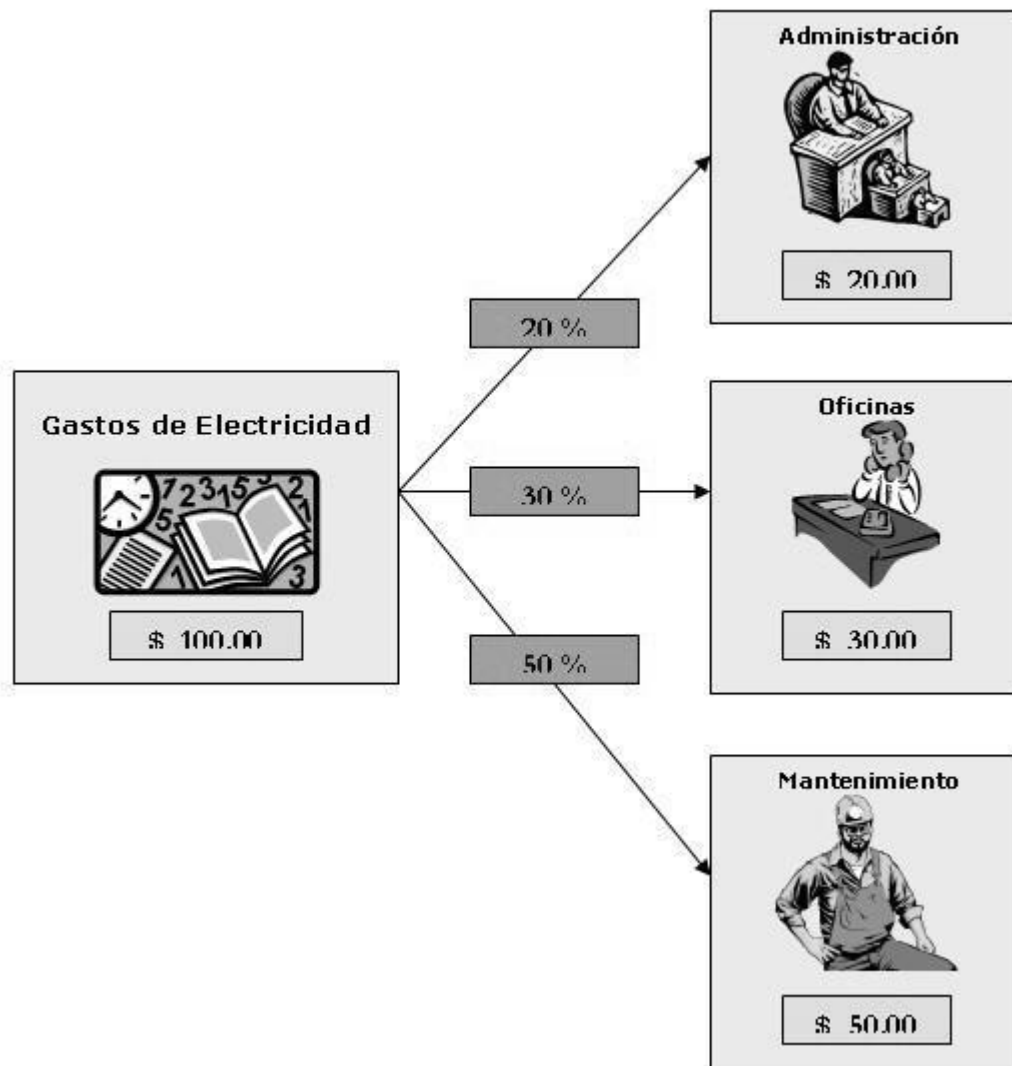 Gastos de Electricidad
$ 100.00
20 %
30 %
50 %
Administración
$ 20.00
Oficinas
$ 30.00
Mantenimiento
$ 50.00